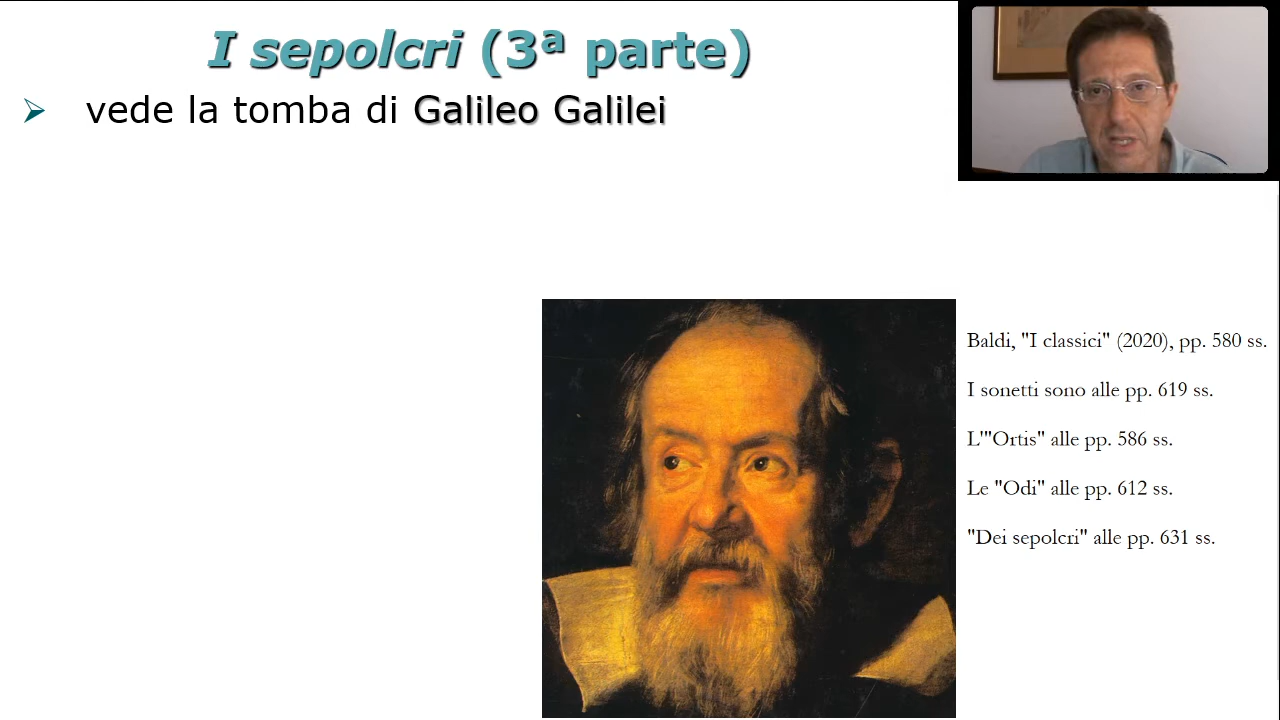 I sepolcri (3ª parte)
vede la tomba di Galileo Galilei
Baldi, "I classici" (2020), pp. 580 ss.
I sonetti sono alle pp. 619 ss.
L'"Ortis" alle pp. 586 ss.
Le "Odi" alle pp. 612 ss.
"Dei sepolcri" alle pp. 631 ss.